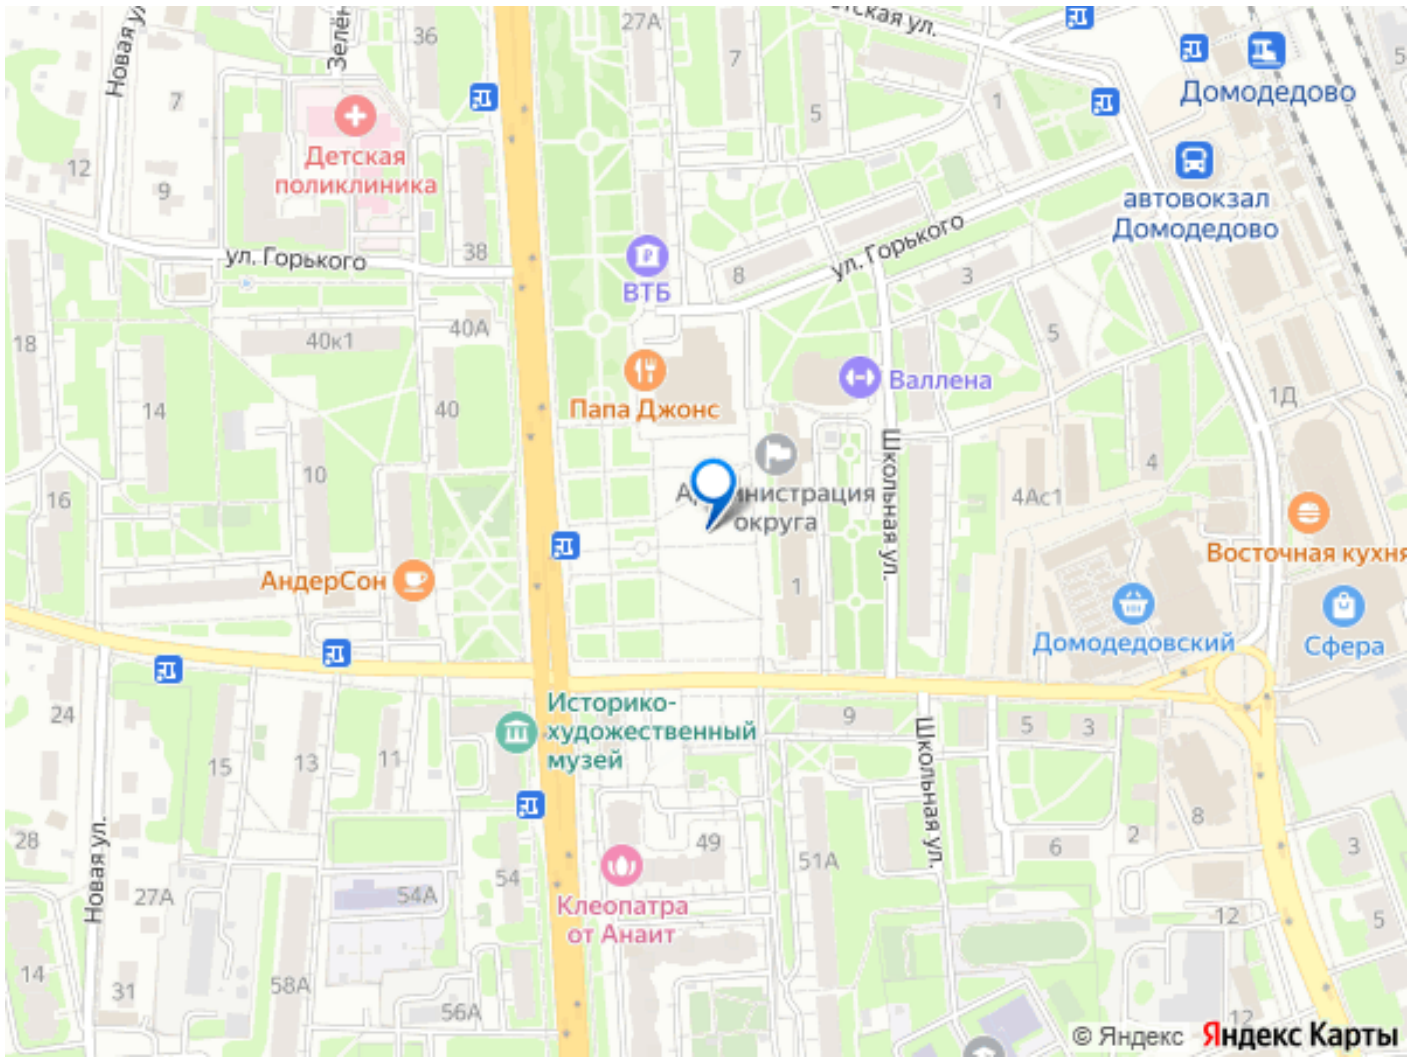 Новая ул.
Зелён
36
27А
7
етская ул.
5
1
Домодедово
автовокзал
Домодедово
7
12
9
Детская
поликлиника
ул. Горького
38
ВТБ
8
ул. Горького
3
5
18
40к1
40А
14
40
Папа Джонс
Валлена
1Д
10
16
Администрация
округа
Школьная ул.
4
4Ас1
Восточная кухня
АндерСон
1
Домодедовский
Сфера
24
Историко-
художественный
музей
9
5
3
15
13
11
Школьная ул.
28
Новая ул.
27А
54А
54
49
51А
6
2
8
3
Клеопатра
от Анаит
12
5
14
31
58А
56А
12
© Яндекс
Яндекс Карты